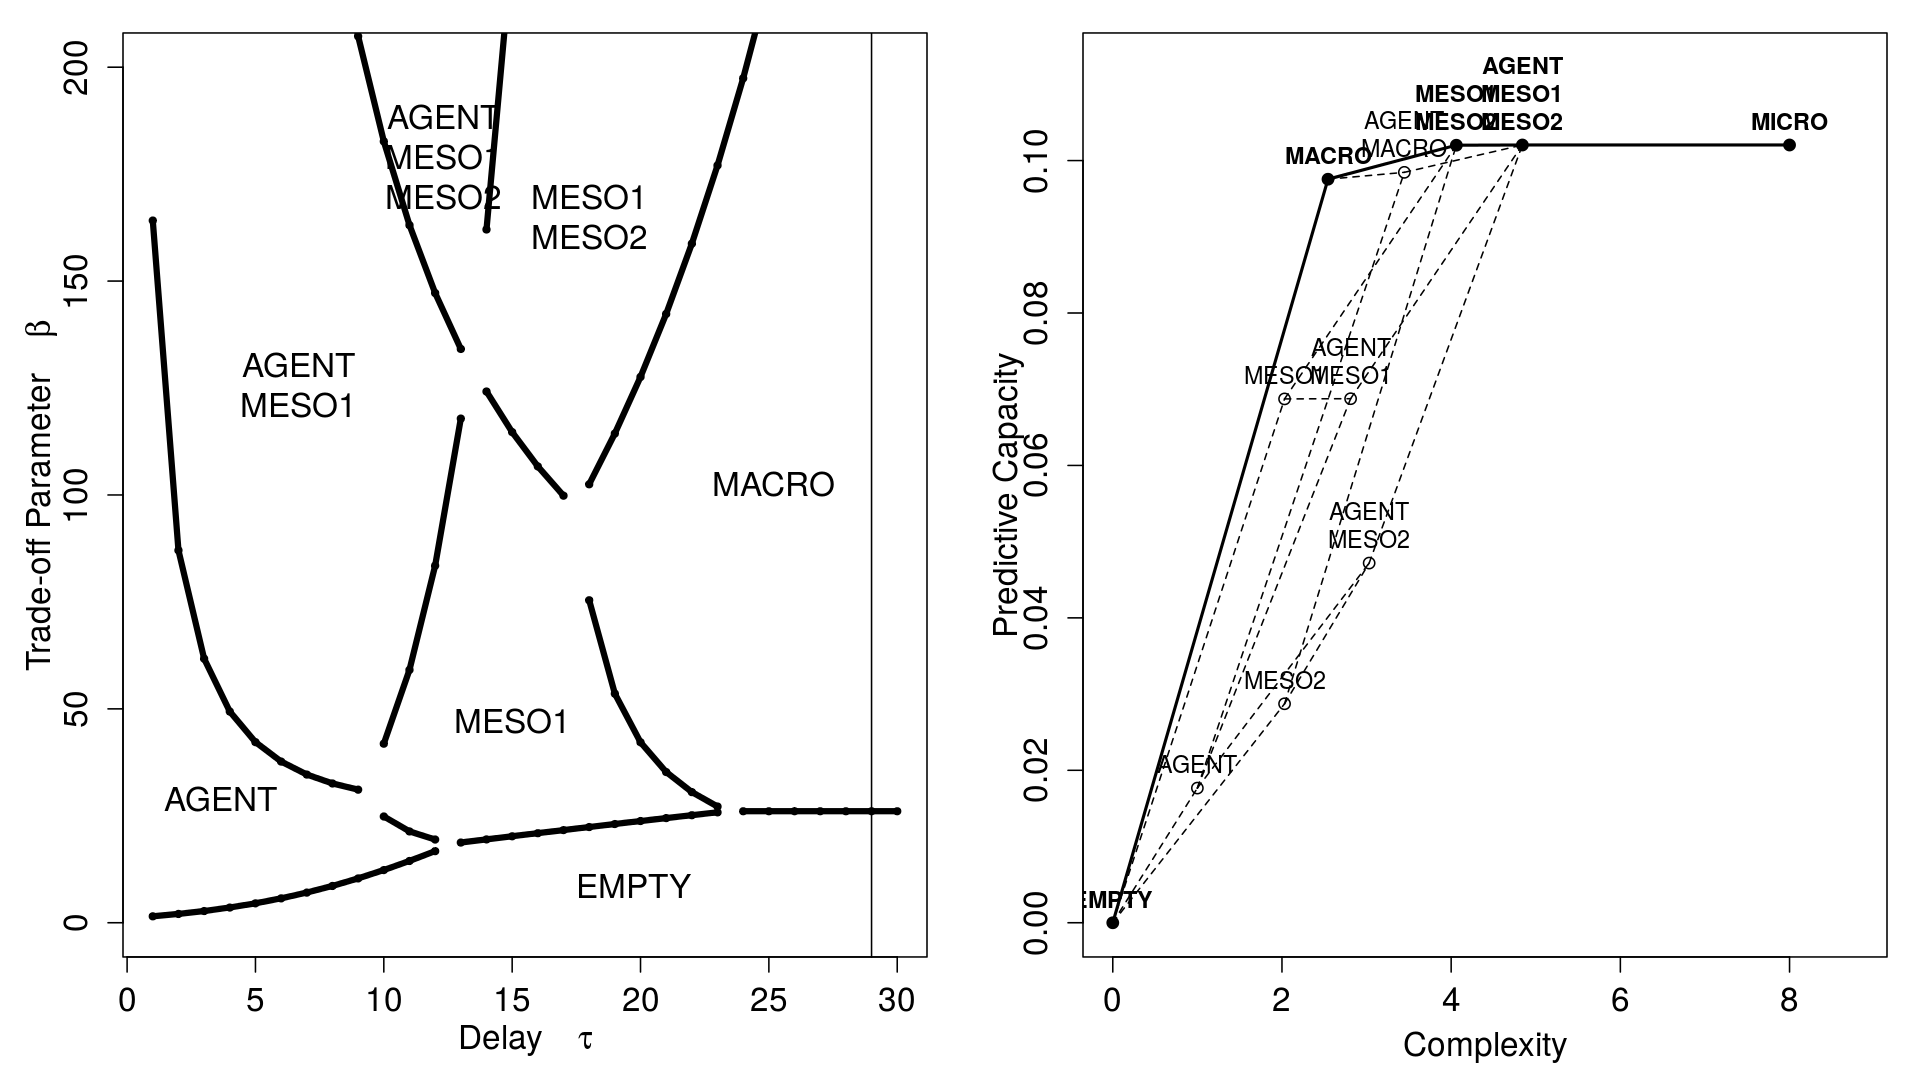 200
150
100
50
0
Trade-off Parameter β
AGENT
MESO1
MESO2
MESO1
MESO2
AGENT
MESO1
MACRO
MESO1
AGENT
EMPTY
0 5 10 15 20 25 30
Delay τ
0.10
0.08
0.06
0.04
0.02
0.00
Predictive Capacity
AGENT
MESO1
MESO2
MESO1
MESO2
MICRO
AGENT
MACRO
MACRO
AGENT
MESO1
MESO1
AGENT
MESO2
MESO2
AGENT
EMPTY
0 2 4 6 8
Complexity